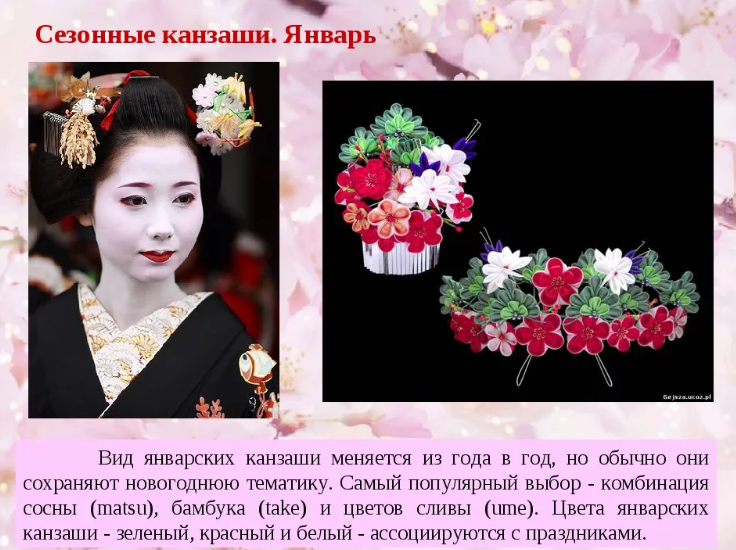 Сезонные канзаши. Январь
Gejsza.ucoz.pl
Вид январских канзаши меняется из года в год, но обычно они
сохраняют новогоднюю тематику. Самый популярный выбор - комбинация
сосны (matsu), бамбука (take) и цветов сливы (ume). Цвета январских
канзаши - зеленый, красный и белый - ассоциируются с праздниками.